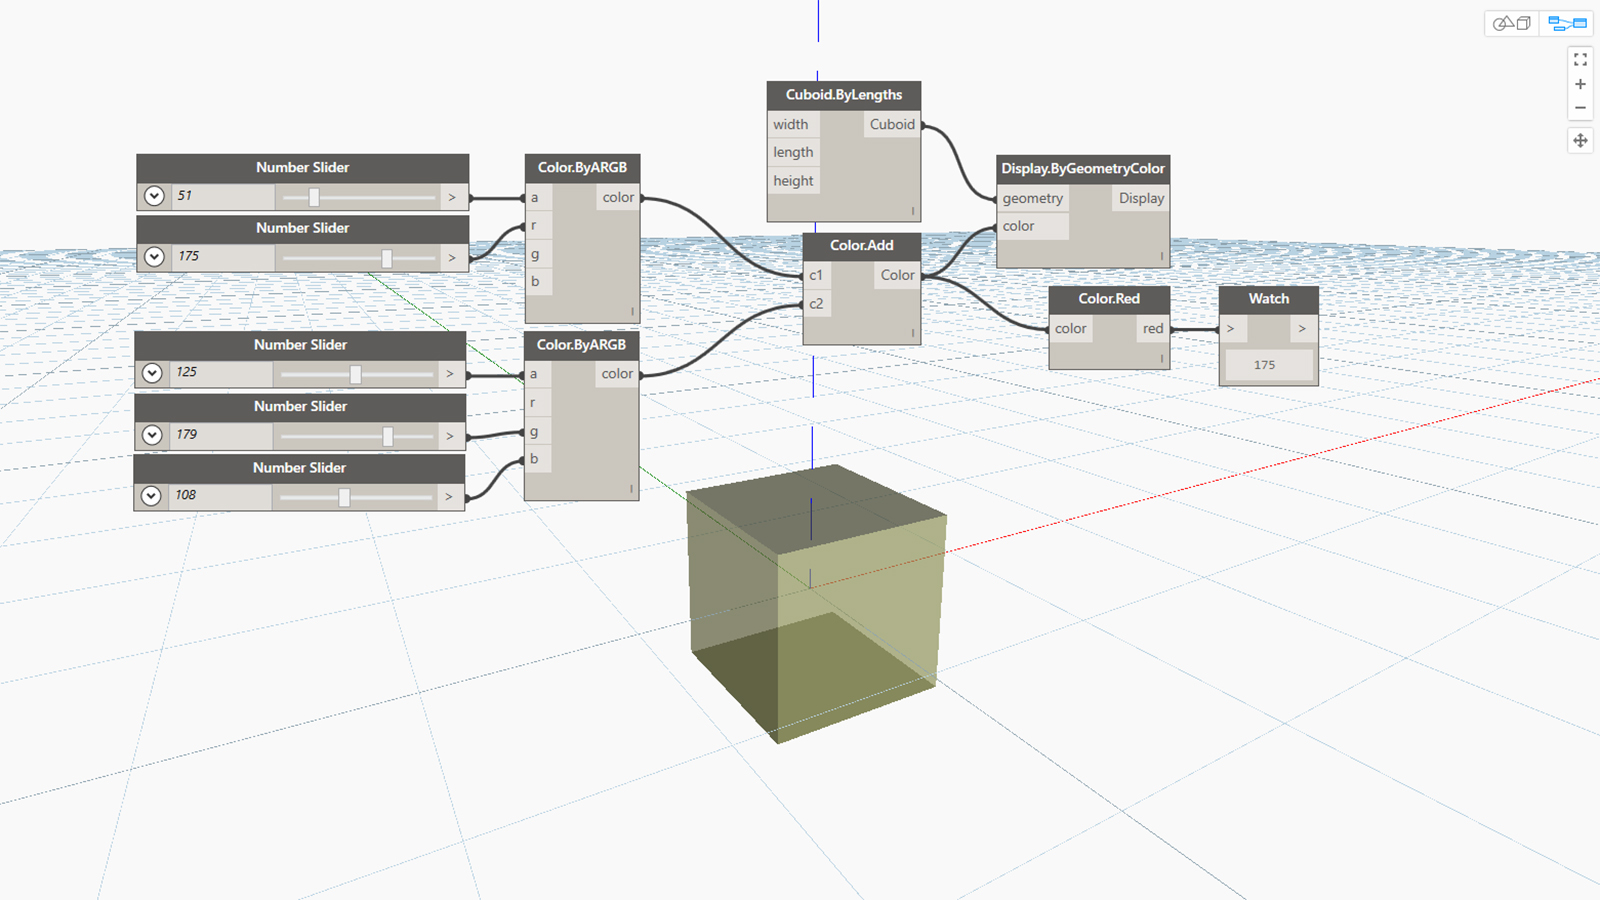 Cuboid.ByLengths
width Cuboid
length
height
Number Slider
51 >
Number Slider
175 >
Color.ByARGB
a color
r
g
b
Display.ByGeometryColor
geometry Display
color
Color.Add
c1 Color
c2
Color.Red
color red
Watch
> >
175
Number Slider
125 >
Number Slider
179 >
Number Slider
108 >
Color.ByARGB
a color
r
g
b